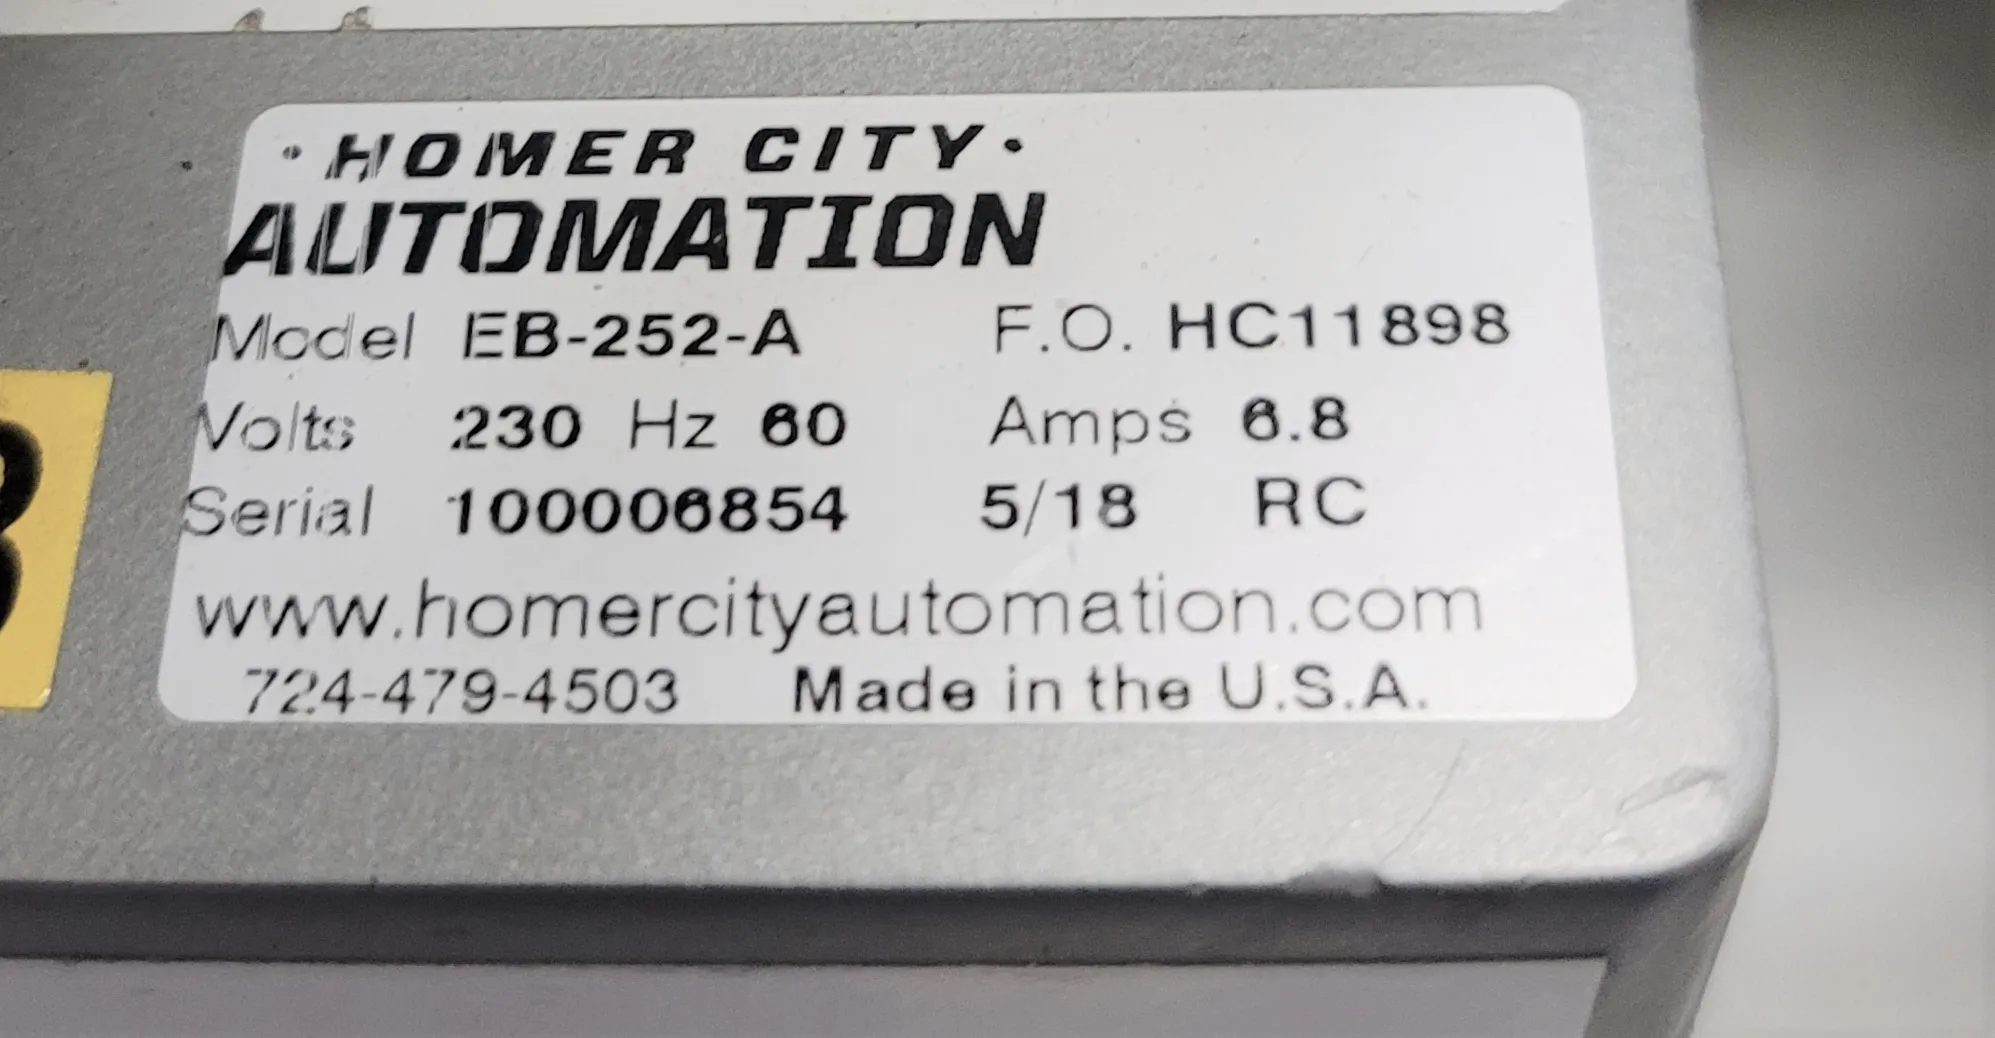 · HOMER CITY ·
AUTOMATION
Model EB-252-A F.O. HC11898
Volts 230 Hz 60 Amps 6.8
Serial 100006854 5/18 RC
www.homercityautomation.com
724-479-4503 Made in the U.S.A.